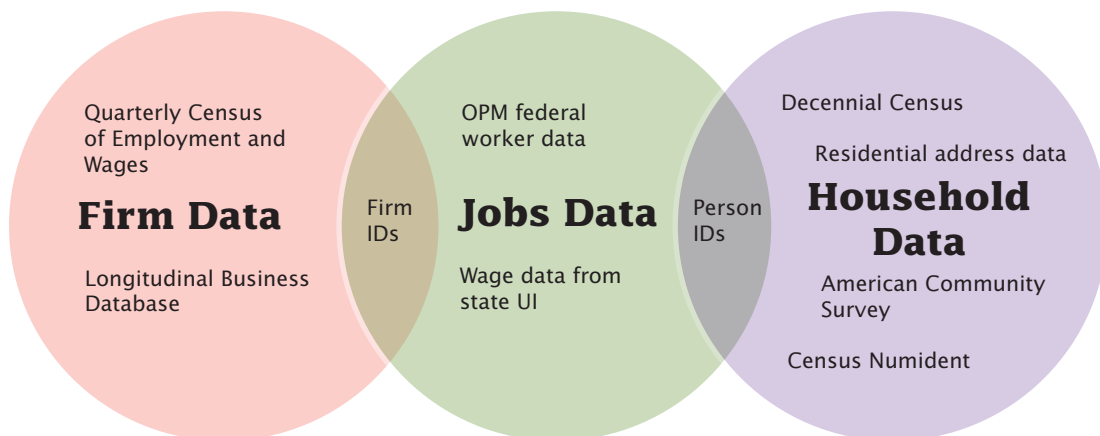 Quarterly Census
of Employment and
Wages
Firm Data
Longitudinal Business
Database
Firm
IDs
OPM federal
worker data
Jobs Data
Wage data from
state UI
Person
IDs
Decennial Census
Residential address data
Household
Data
American Community
Survey
Census Numident